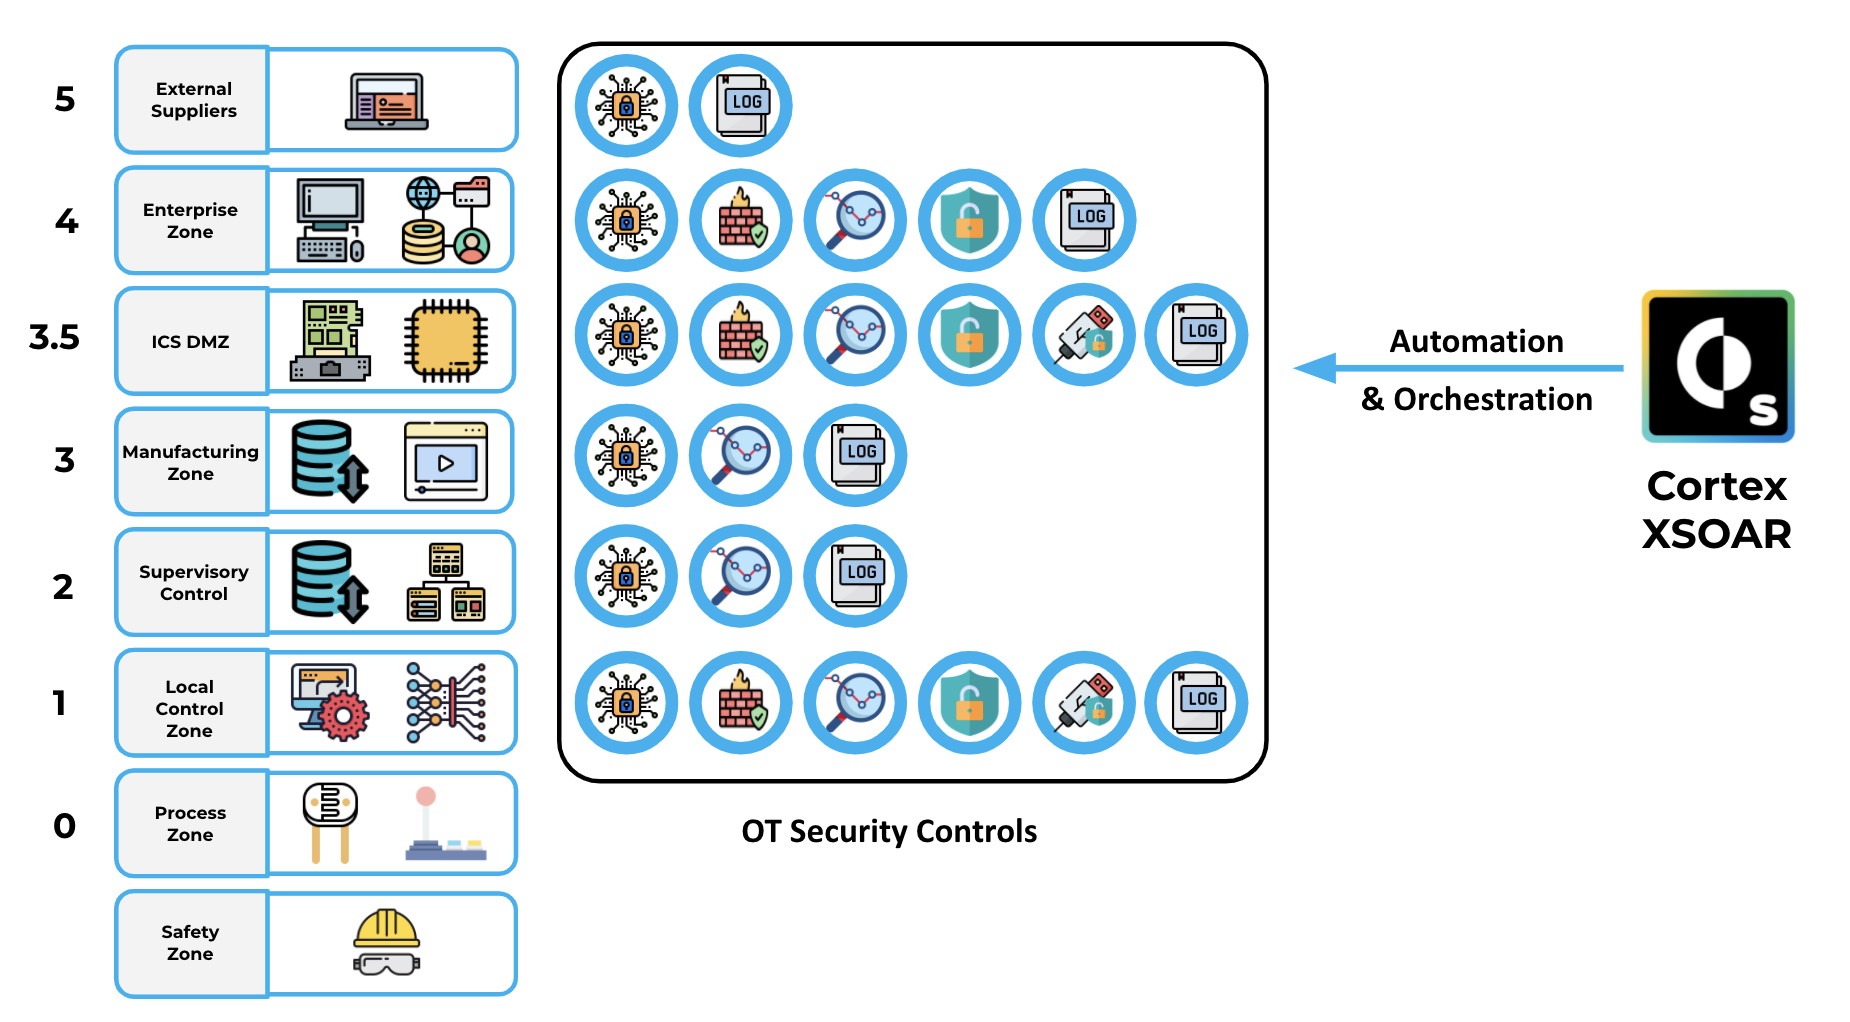 5
External
Suppliers
LOG
4
Enterprise
Zone
LOG
3.5
ICS DMZ
LOG
3
Manufacturing
Zone
LOG
2
Supervisory
Control
LOG
1
Local
Control
Zone
LOG
0
Process
Zone
Safety
Zone
OT Security Controls
Automation
& Orchestration
S
Cortex
XSOAR